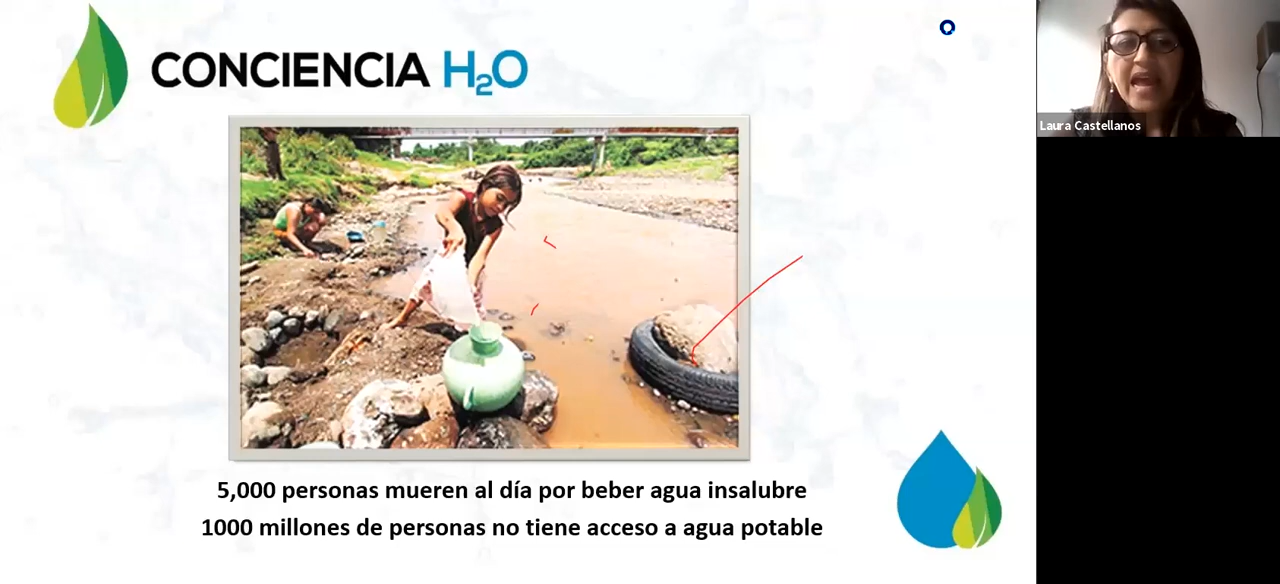 CONCIENCIA H₂O
Laura Castellanos
5,000 personas mueren al día por beber agua insalubre
1000 millones de personas no tiene acceso a agua potable